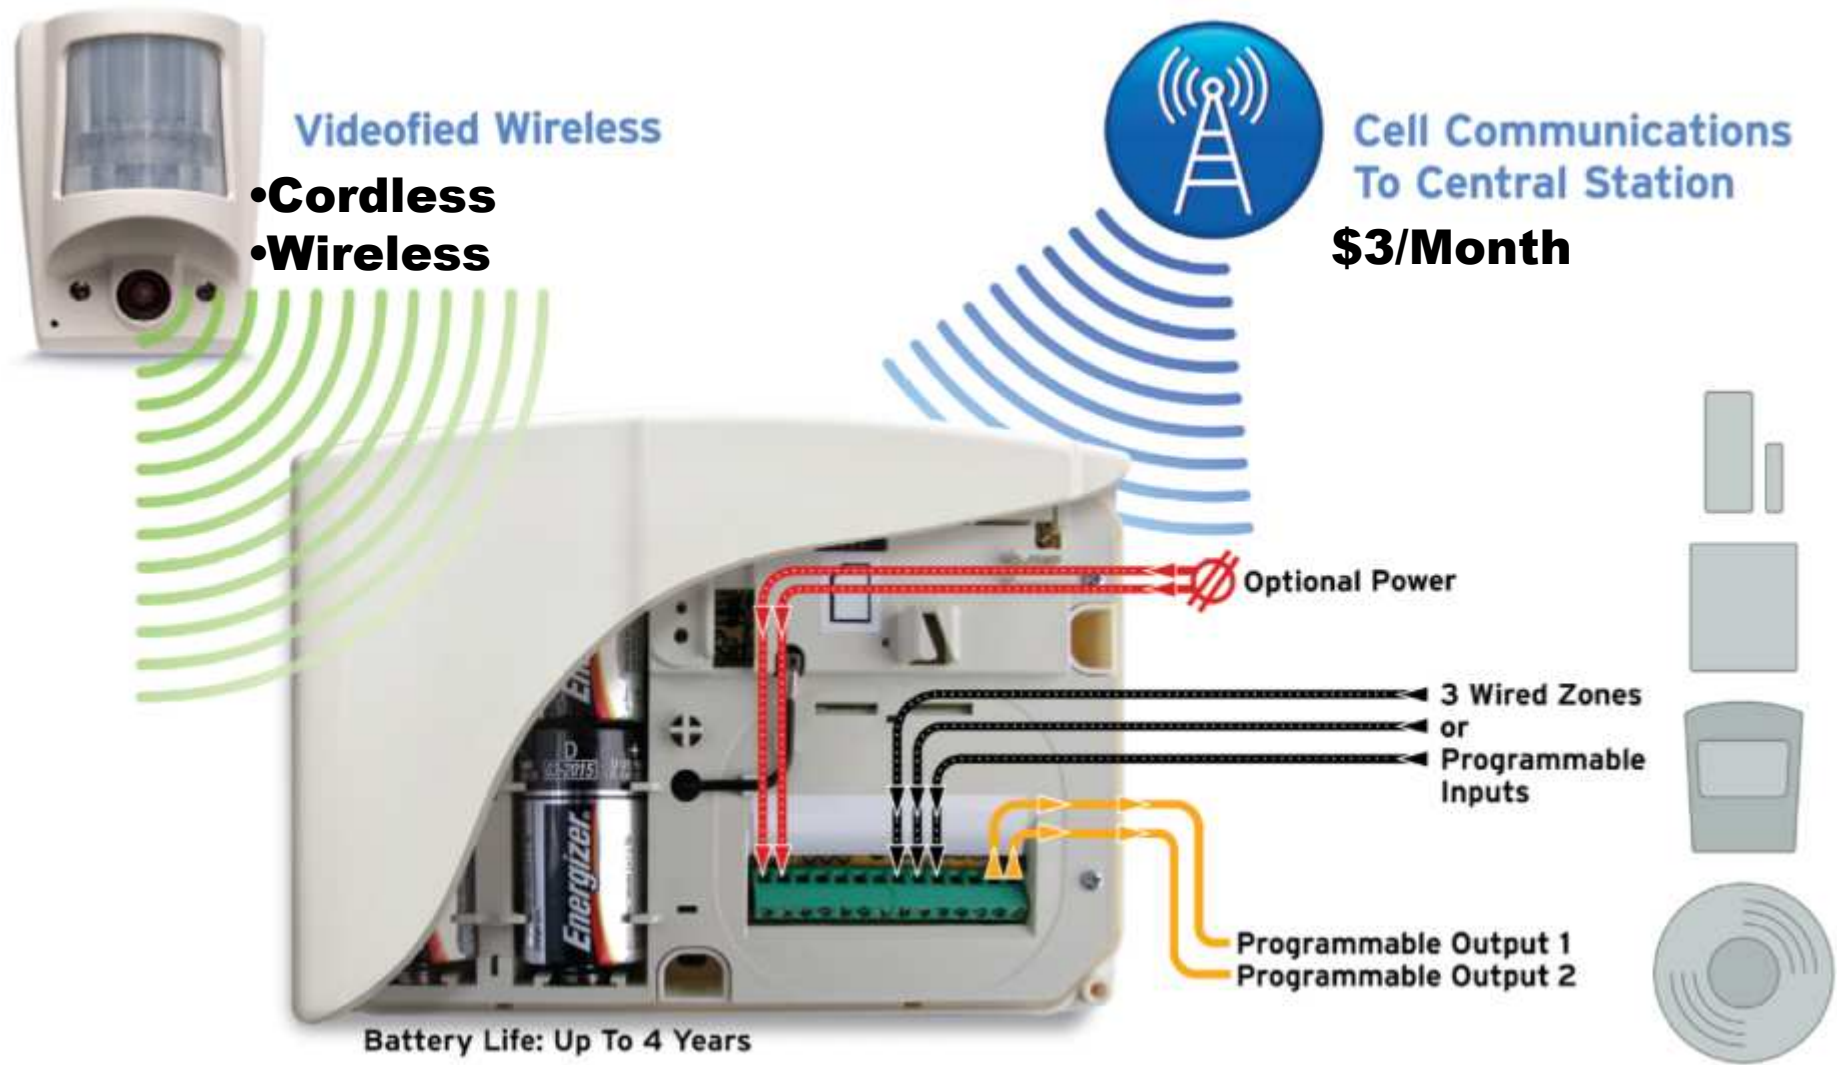 Videofied Wireless
•Cordless
•Wireless
Cell Communications
To Central Station
$3/Month
Optional Power
3 Wired Zones
or
Programmable
Inputs
Programmable Output 1
Programmable Output 2
Energizer
D
Battery Life: Up To 4 Years